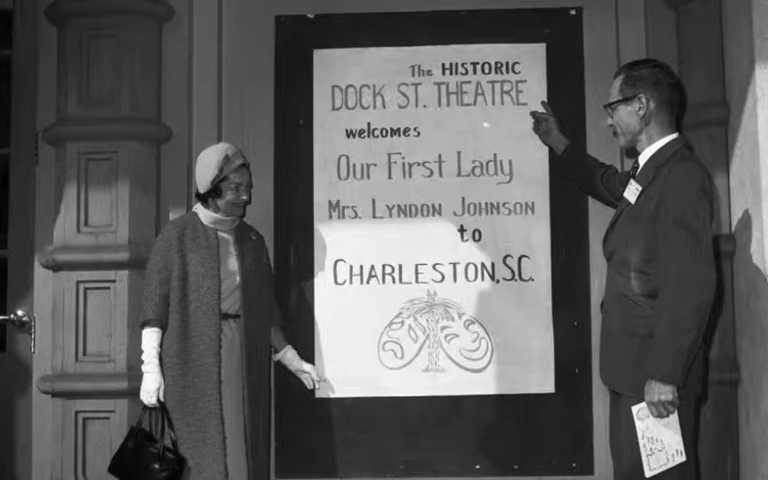 The HISTORIC
DOCK ST. THEATRE
welcomes
Our First Lady
MRS. LYNDON JOHNSON
to
CHARLESTON, S.C.